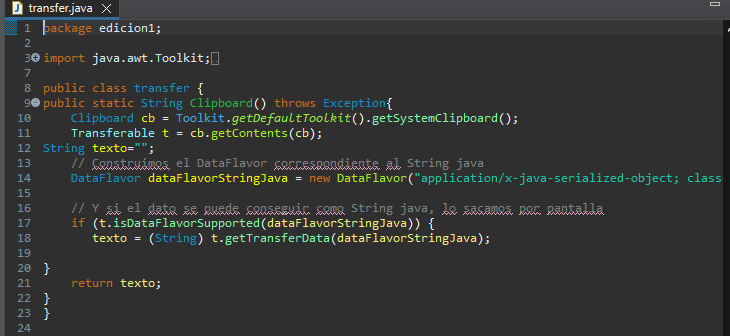 transfer.java
1 package edicion1;
2
3 import java.awt.Toolkit;
7
8 public class transfer {
9 public static String Clipboard() throws Exception{
10 Clipboard cb = Toolkit.getDefaultToolkit().getSystemClipboard();
11 Transferable t = cb.getContents(cb);
12 String texto="";
13 // Construimos el DataFlavor correspondiente al String java
14 DataFlavor dataFlavorStringJava = new DataFlavor("application/x-java-serialized-object; class
15
16 // Y si el dato se puede conseguir como String java, lo sacamos por pantalla
17 if (t.isDataFlavorSupported(dataFlavorStringJava)) {
18 texto = (String) t.getTransferData(dataFlavorStringJava);
19
20 }
21 return texto;
22 }
23 }
24